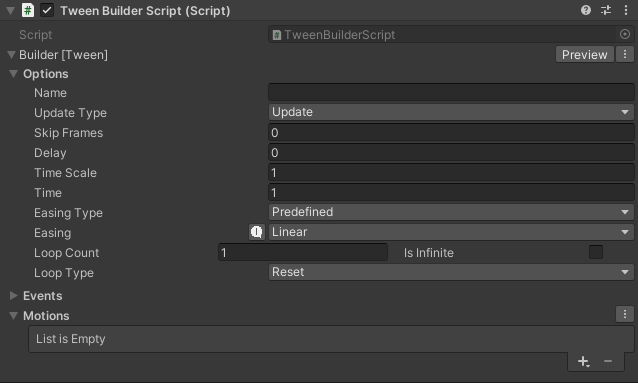 Tween Builder Script (Script)
Script TweenBuilderScript
Builder [Tween] Preview
Options
Name
Update Type Update
Skip Frames 0
Delay 0
Time Scale 1
Time 1
Easing Type Predefined
Easing Linear
Loop Count 1 Is Infinite
Loop Type Reset
Events
Motions
List is Empty